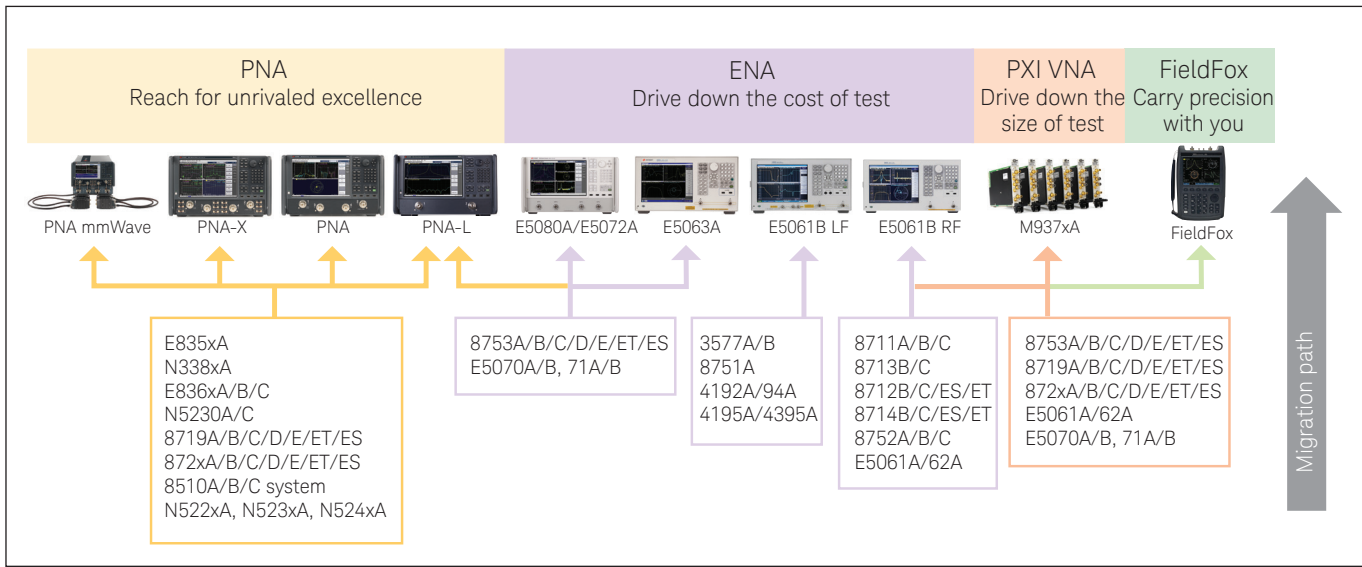 PNA
Reach for unrivaled excellence
ENA
Drive down the cost of test
PXI VNA
Drive down the
size of test
FieldFox
Carry precision
with you
PNA mmWave
PNA-X
PNA
PNA-L
E5080A/E5072A
E5063A
E5061B LF
E5061B RF
M937xA
FieldFox
E835xA
N338xA
E836xA/B/C
N5230A/C
8719A/B/C/D/E/ET/ES
872xA/B/C/D/E/ET/ES
8510A/B/C system
N522xA, N523xA, N524xA
8753A/B/C/D/E/ET/ES
E5070A/B, 71A/B
3577A/B
8751A
4192A/94A
4195A/4395A
8711A/B/C
8713B/C
8712B/C/ES/ET
8714B/C/ES/ET
8752A/B/C
E5061A/62A
8753A/B/C/D/E/ET/ES
8719A/B/C/D/E/ET/ES
872xA/B/C/D/E/ET/ES
E5061A/62A
E5070A/B, 71A/B
Migration path